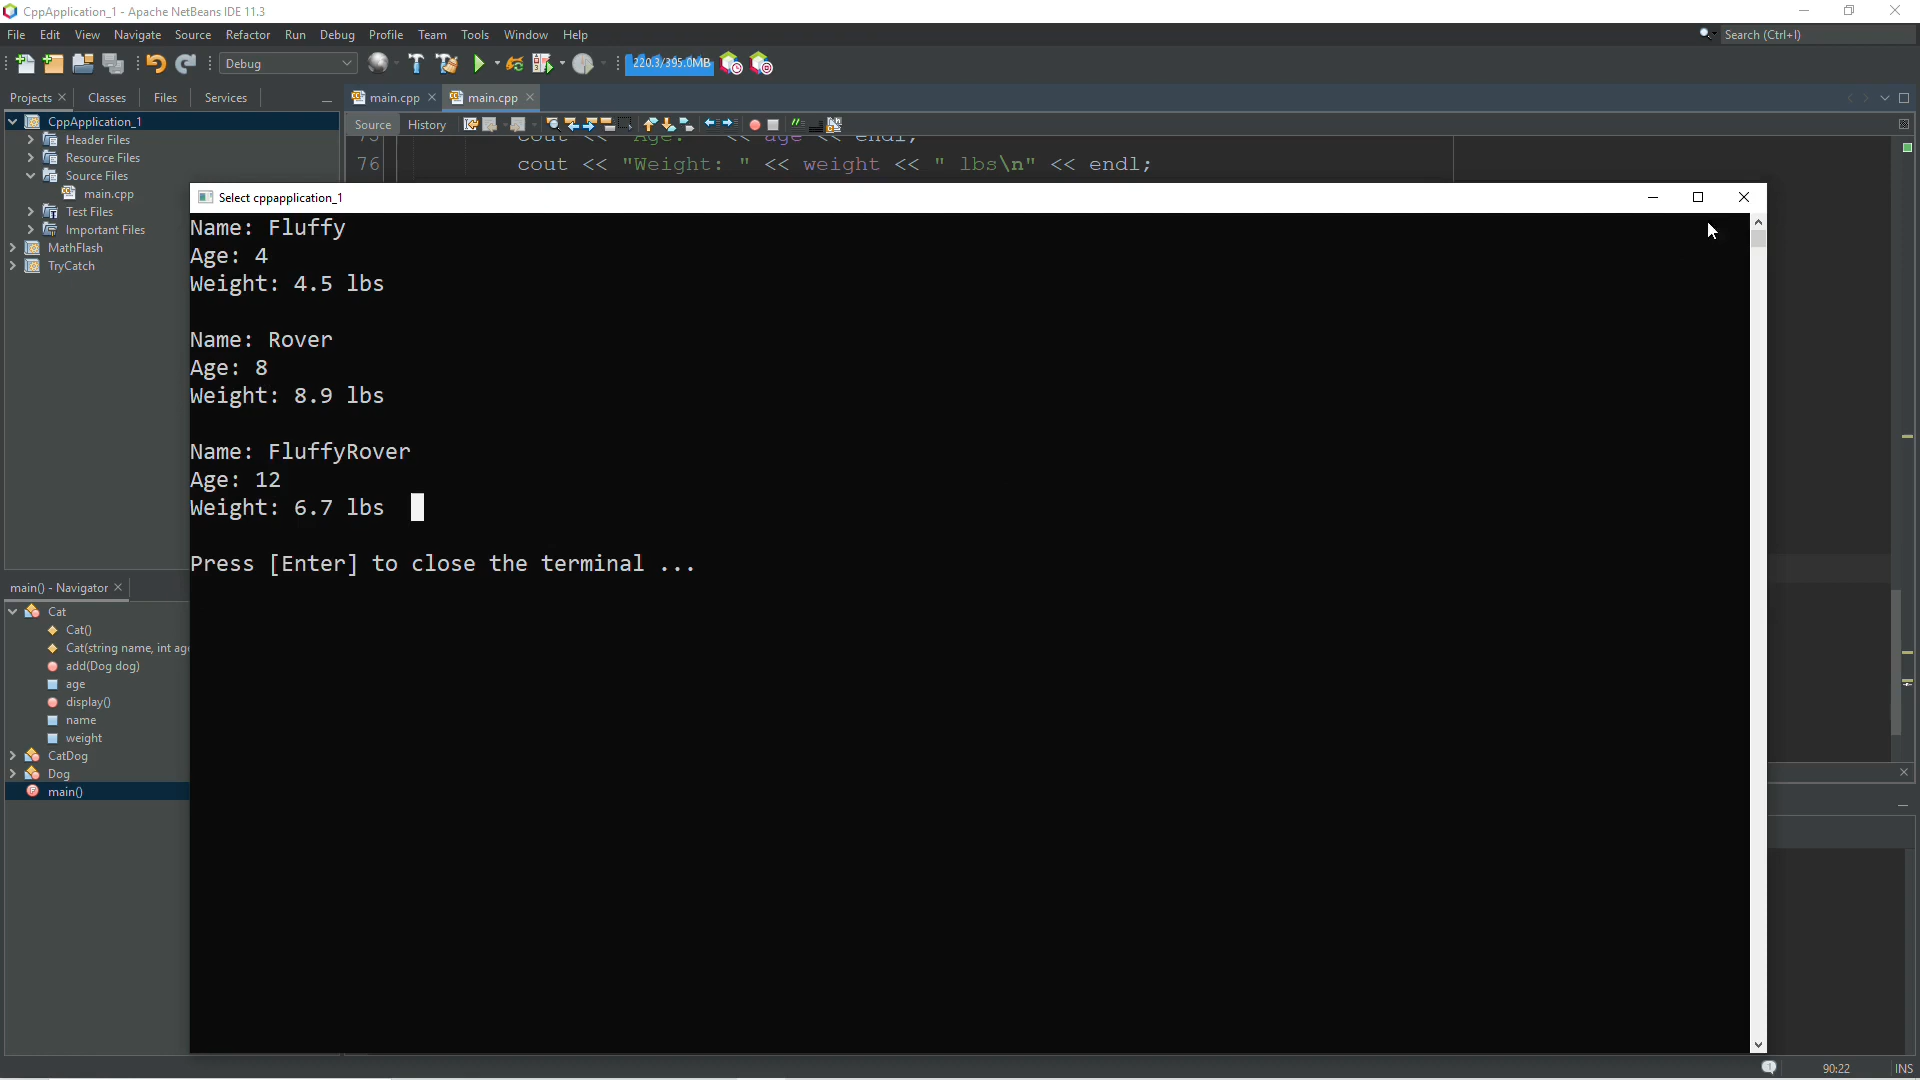 CppApplication_1 - Apache NetBeans IDE 11.3
File Edit View Navigate Source Refactor Run Debug Profile Team Tools Window Help
Search (Ctrl+I)
Debug
220.3/395.0MB
Projects Classes Files Services
main.cpp main.cpp
CppApplication_1
Source History
Header Files
Resource Files
Source Files
main.cpp
Test Files
Important Files
MathFlash
TryCatch
76 cout << "Weight: " << weight << " lbs\n" << endl;
Select cppapplication_1
Name: Fluffy
Age: 4
Weight: 4.5 lbs
Name: Rover
Age: 8
Weight: 8.9 lbs
Name: FluffyRover
Age: 12
Weight: 6.7 lbs
Press [Enter] to close the terminal ...
main() - Navigator
Cat
Cat()
Cat(string name, int age
add(Dog dog)
age
display()
name
weight
CatDog
Dog
main()
90:22 INS